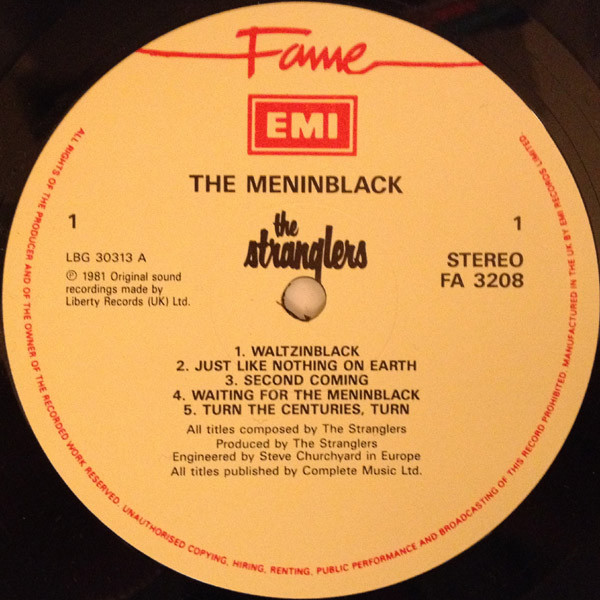 Fame
EMI
THE MENINBLACK
1
1
the
stranglers
LBG 30313 A
℗ 1981 Original sound
recordings made by
Liberty Records (UK) Ltd.
STEREO
FA 3208
1. WALTZINBLACK
2. JUST LIKE NOTHING ON EARTH
3. SECOND COMING
4. WAITING FOR THE MENINBLACK
5. TURN THE CENTURIES, TURN
All titles composed by The Stranglers
Produced by The Stranglers
Engineered by Steve Churchyard in Europe
All titles published by Complete Music Ltd.
ALL RIGHTS OF THE PRODUCER AND OF THE OWNER OF THE RECORDED WORK RESERVED. UNAUTHORISED COPYING, HIRING, RENTING, PUBLIC PERFORMANCE AND BROADCASTING OF THIS RECORD PROHIBITED. MANUFACTURED IN THE UK BY EMI RECORDS LIMITED.